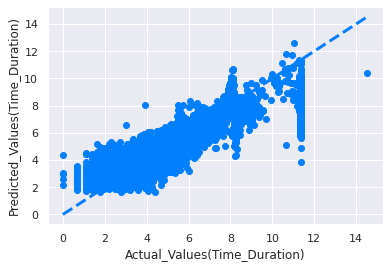 14
12
10
8
6
4
2
0
Predicted_Values(Time_Duration)
0 2 4 6 8 10 12 14
Actual_Values(Time_Duration)